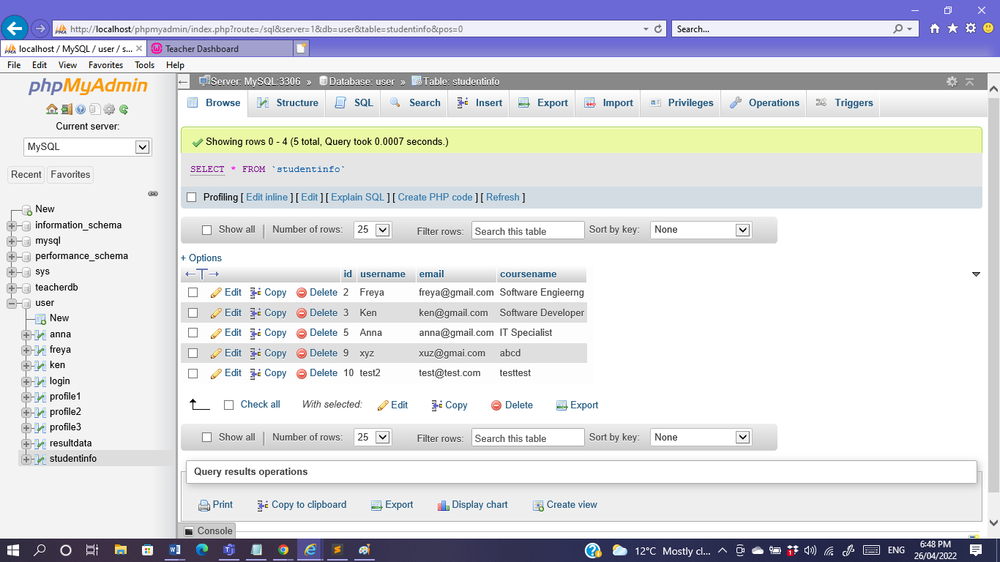 http://localhost/phpmyadmin/index.php?route=/sql&server=1&db=user&table=studentinfo&pos=0
Search...
localhost / MySQL / user / s...
Teacher Dashboard
File Edit View Favorites Tools Help
phpMyAdmin
Current server:
MySQL
Recent Favorites
New
information_schema
mysql
performance_schema
sys
teacherdb
user
New
anna
freya
ken
login
profile1
profile2
profile3
resultdata
studentinfo
Server: MySQL:3306 » Database: user » Table: studentinfo
Browse Structure SQL Search Insert Export Import Privileges Operations Triggers
Showing rows 0 - 4 (5 total, Query took 0.0007 seconds.)
SELECT * FROM `studentinfo`
Profiling [ Edit inline ] [ Edit ] [ Explain SQL ] [ Create PHP code ] [ Refresh ]
Show all | Number of rows: 25 Filter rows: Search this table Sort by key: None
+ Options
id username email coursename
Edit Copy Delete 2 Freya freya@gmail.com Software Engieerng
Edit Copy Delete 3 Ken ken@gmail.com Software Developer
Edit Copy Delete 5 Anna anna@gmail.com IT Specialist
Edit Copy Delete 9 xyz xuz@gmai.com abcd
Edit Copy Delete 10 test2 test@test.com testtest
Check all With selected: Edit Copy Delete Export
Show all | Number of rows: 25 Filter rows: Search this table Sort by key: None
Query results operations
Print Copy to clipboard Export Display chart Create view
Console
12°C Mostly cl... ENG
6:48 PM
26/04/2022